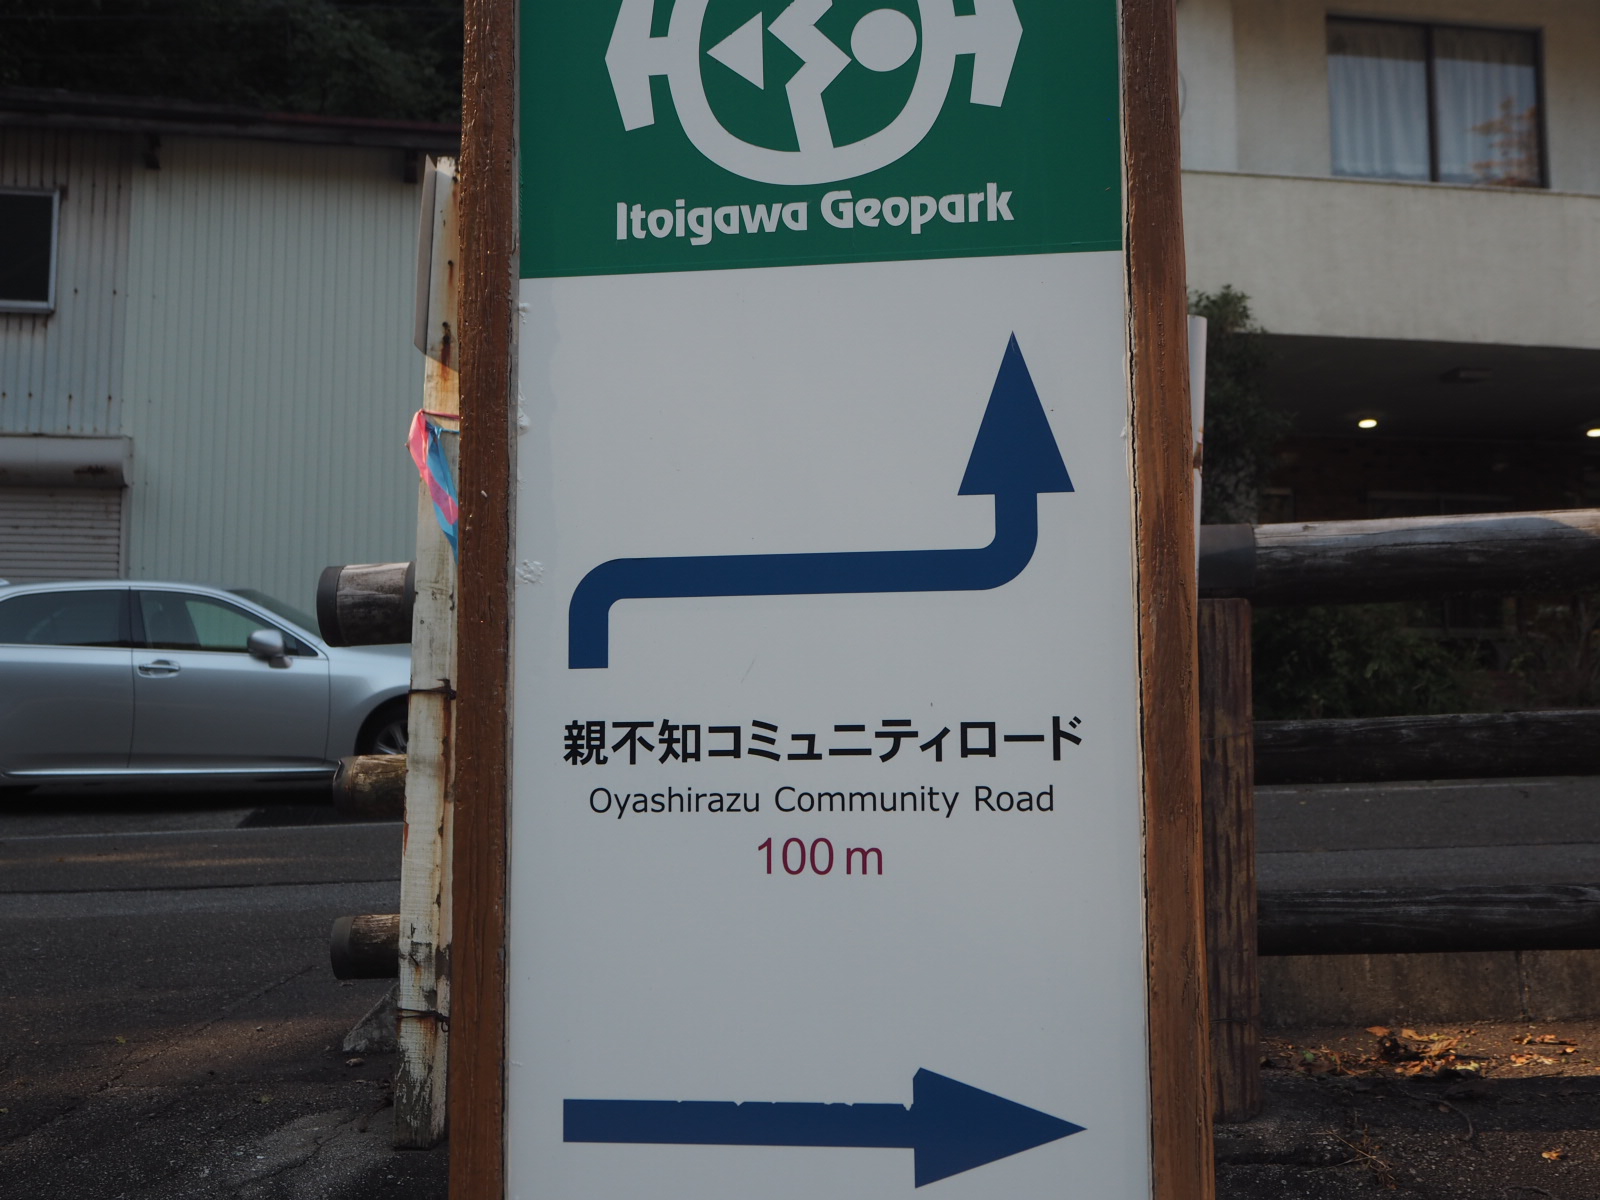 Itoigawa Geopark
親不知コミュニティロード
Oyashirazu Community Road
100 m